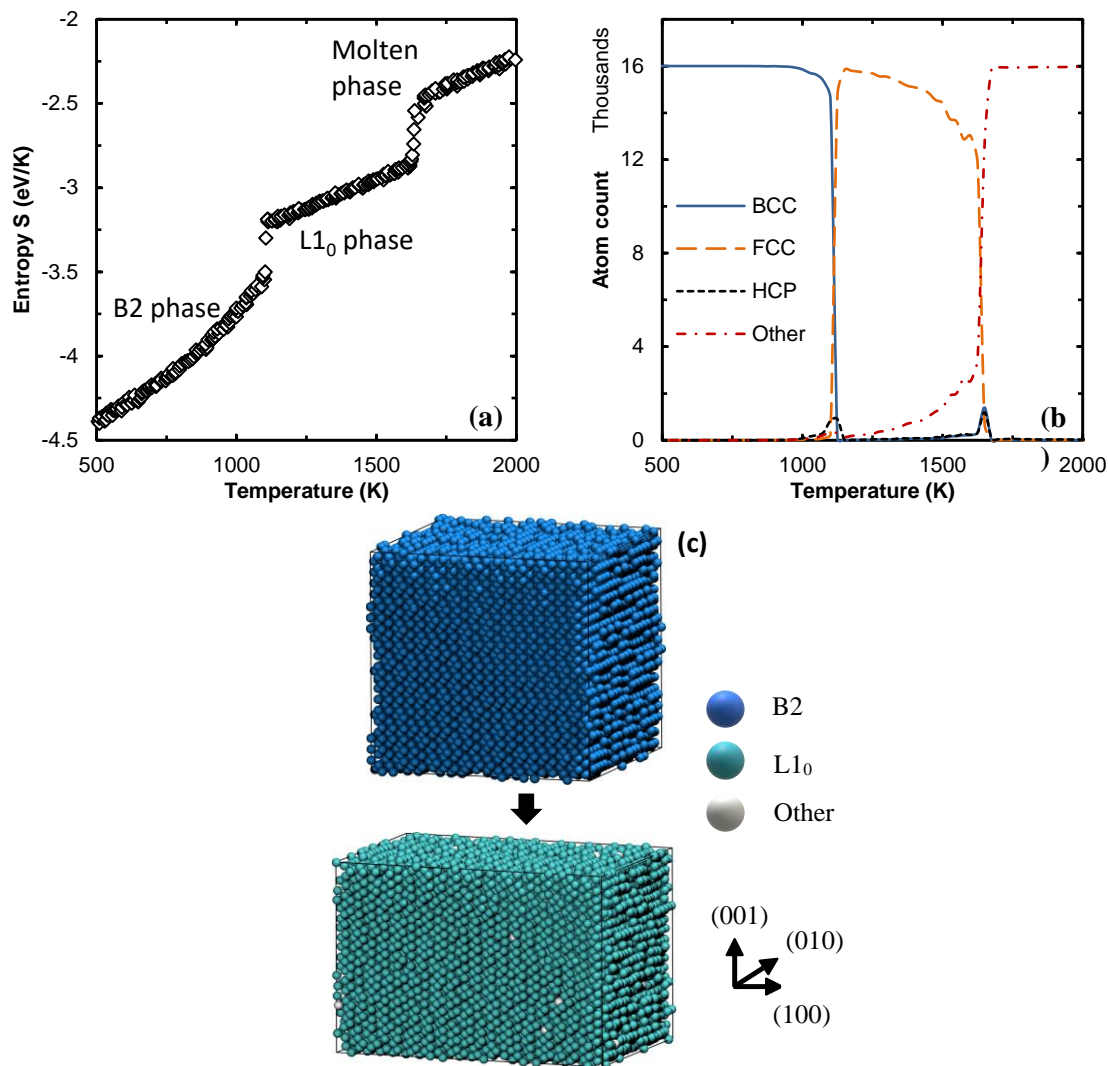 -2
-2.5
-3
-3.5
-4
-4.5
Entropy S (eV/K)
Molten
phase
L1₀ phase
B2 phase
(a)
500
1000
1500
2000
Temperature (K)
Thousands
Atom count
16
12
8
4
0
BCC
FCC
HCP
Other
(b
)
500
1000
1500
2000
Temperature (K)
(c)
B2
L1₀
Other
(001)
(010)
(100)